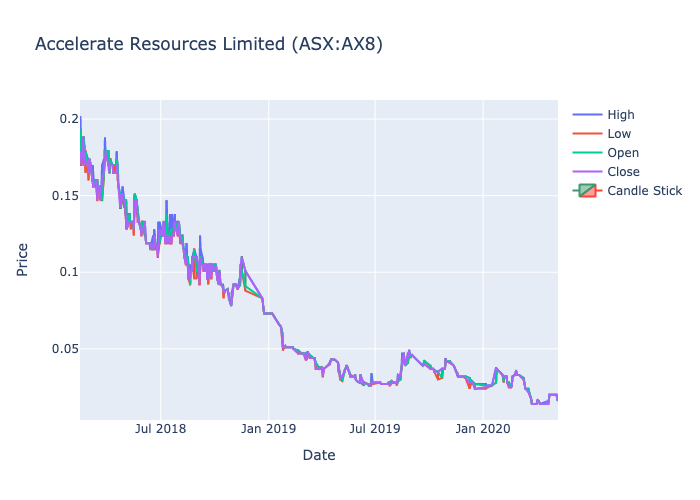 Accelerate Resources Limited (ASX:AX8)
0.2
0.15
0.1
0.05
Price
Jul 2018
Jan 2019
Jul 2019
Jan 2020
Date
High
Low
Open
Close
Candle Stick